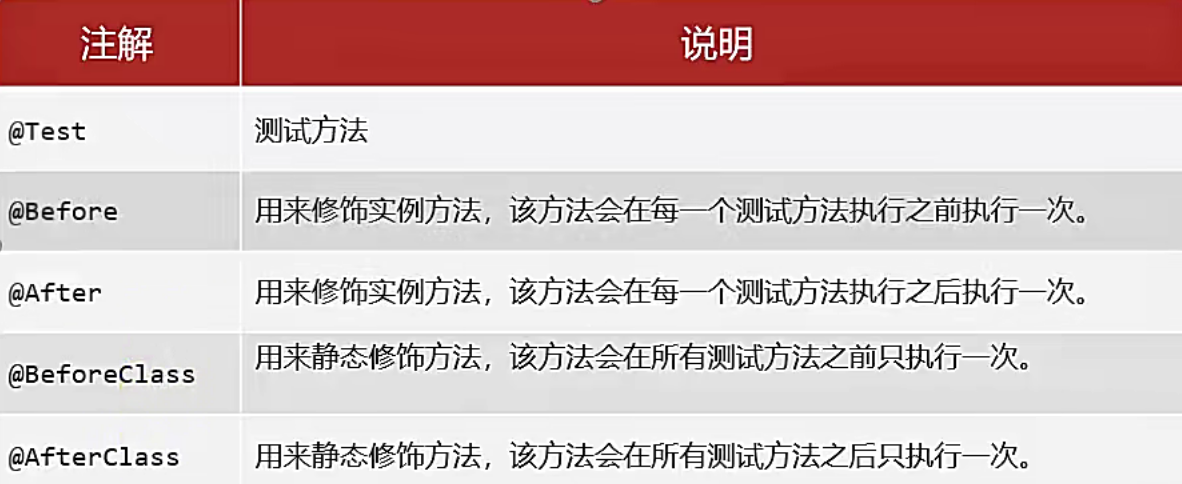 注解 说明
@Test 测试方法
@Before 用来修饰实例方法，该方法会在每一个测试方法执行之前执行一次。
@After 用来修饰实例方法，该方法会在每一个测试方法执行之后执行一次。
@BeforeClass 用来静态修饰方法，该方法会在所有测试方法之前只执行一次。
@AfterClass 用来静态修饰方法，该方法会在所有测试方法之后只执行一次。